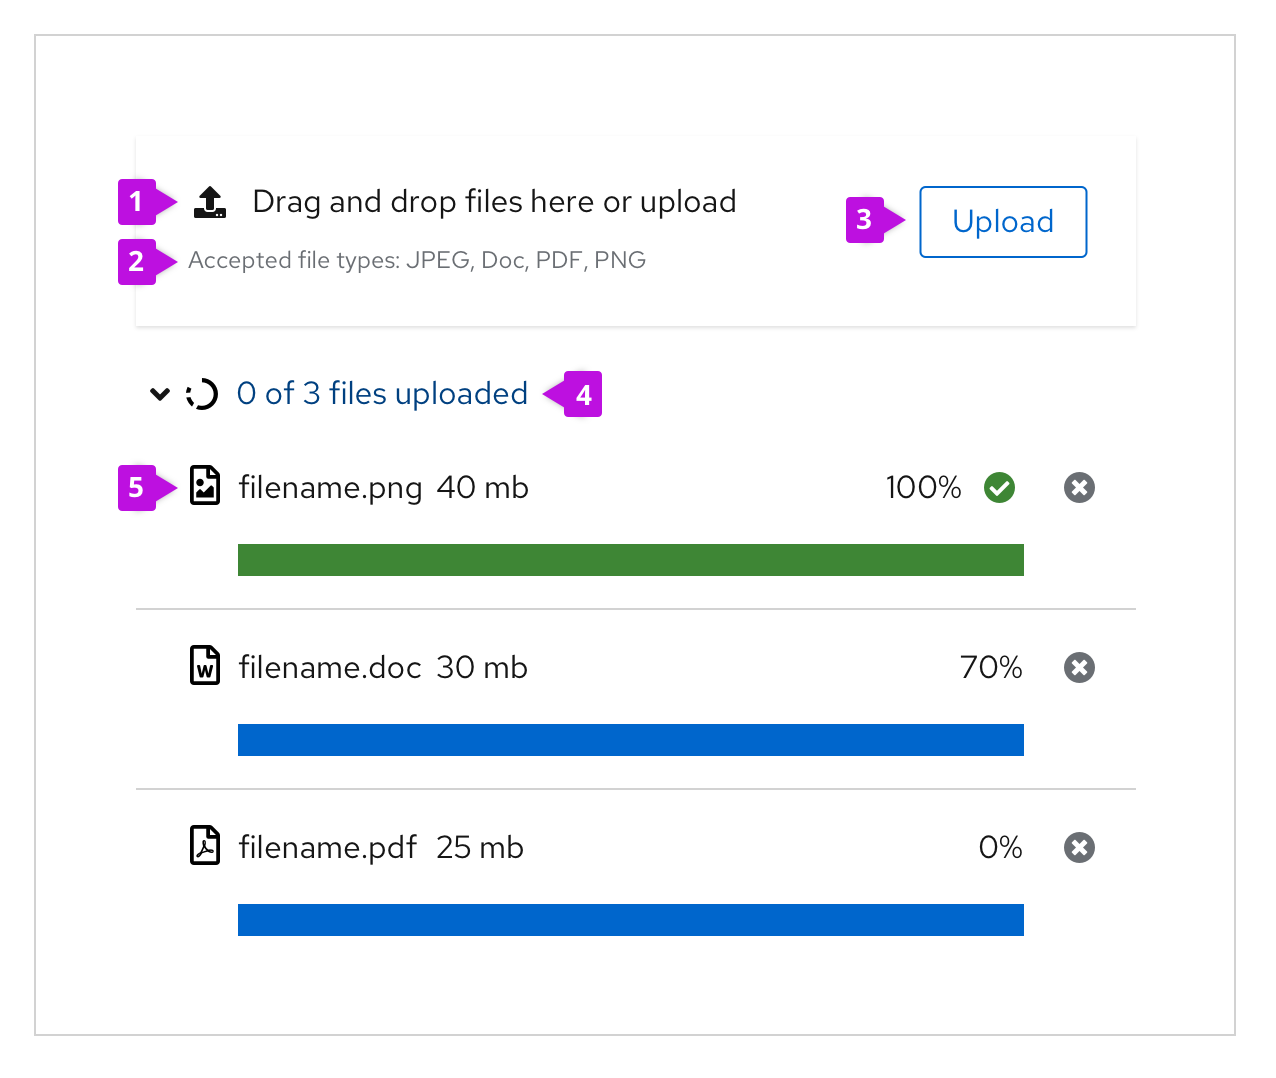 1 Drag and drop files here or upload
2 Accepted file types: JPEG, Doc, PDF, PNG
3 Upload
0 of 3 files uploaded 4
5 filename.png 40 mb 100%
W filename.doc 30 mb 70%
filename.pdf 25 mb 0%